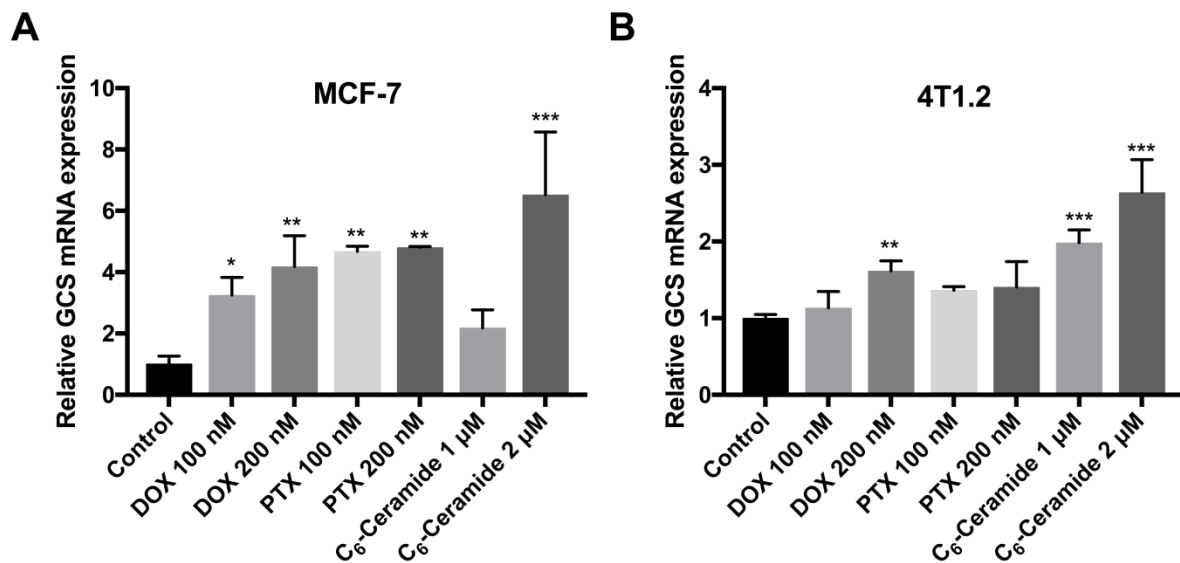 A
MCF-7
Relative GCS mRNA expression
10
8
6
4
2
0
*
**
**
**
***
Control
DOX 100 nM
DOX 200 nM
PTX 100 nM
PTX 200 nM
C₆-Ceramide 1 µM
C₆-Ceramide 2 µM
B
4T1.2
Relative GCS mRNA expression
4
3
2
1
0
**
***
***
Control
DOX 100 nM
DOX 200 nM
PTX 100 nM
PTX 200 nM
C₆-Ceramide 1 µM
C₆-Ceramide 2 µM